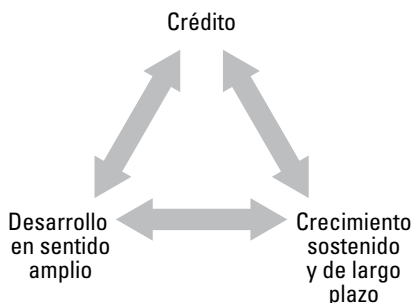 Crédito
Desarrollo
en sentido
amplio
Crecimiento
sostenido
y de largo
plazo